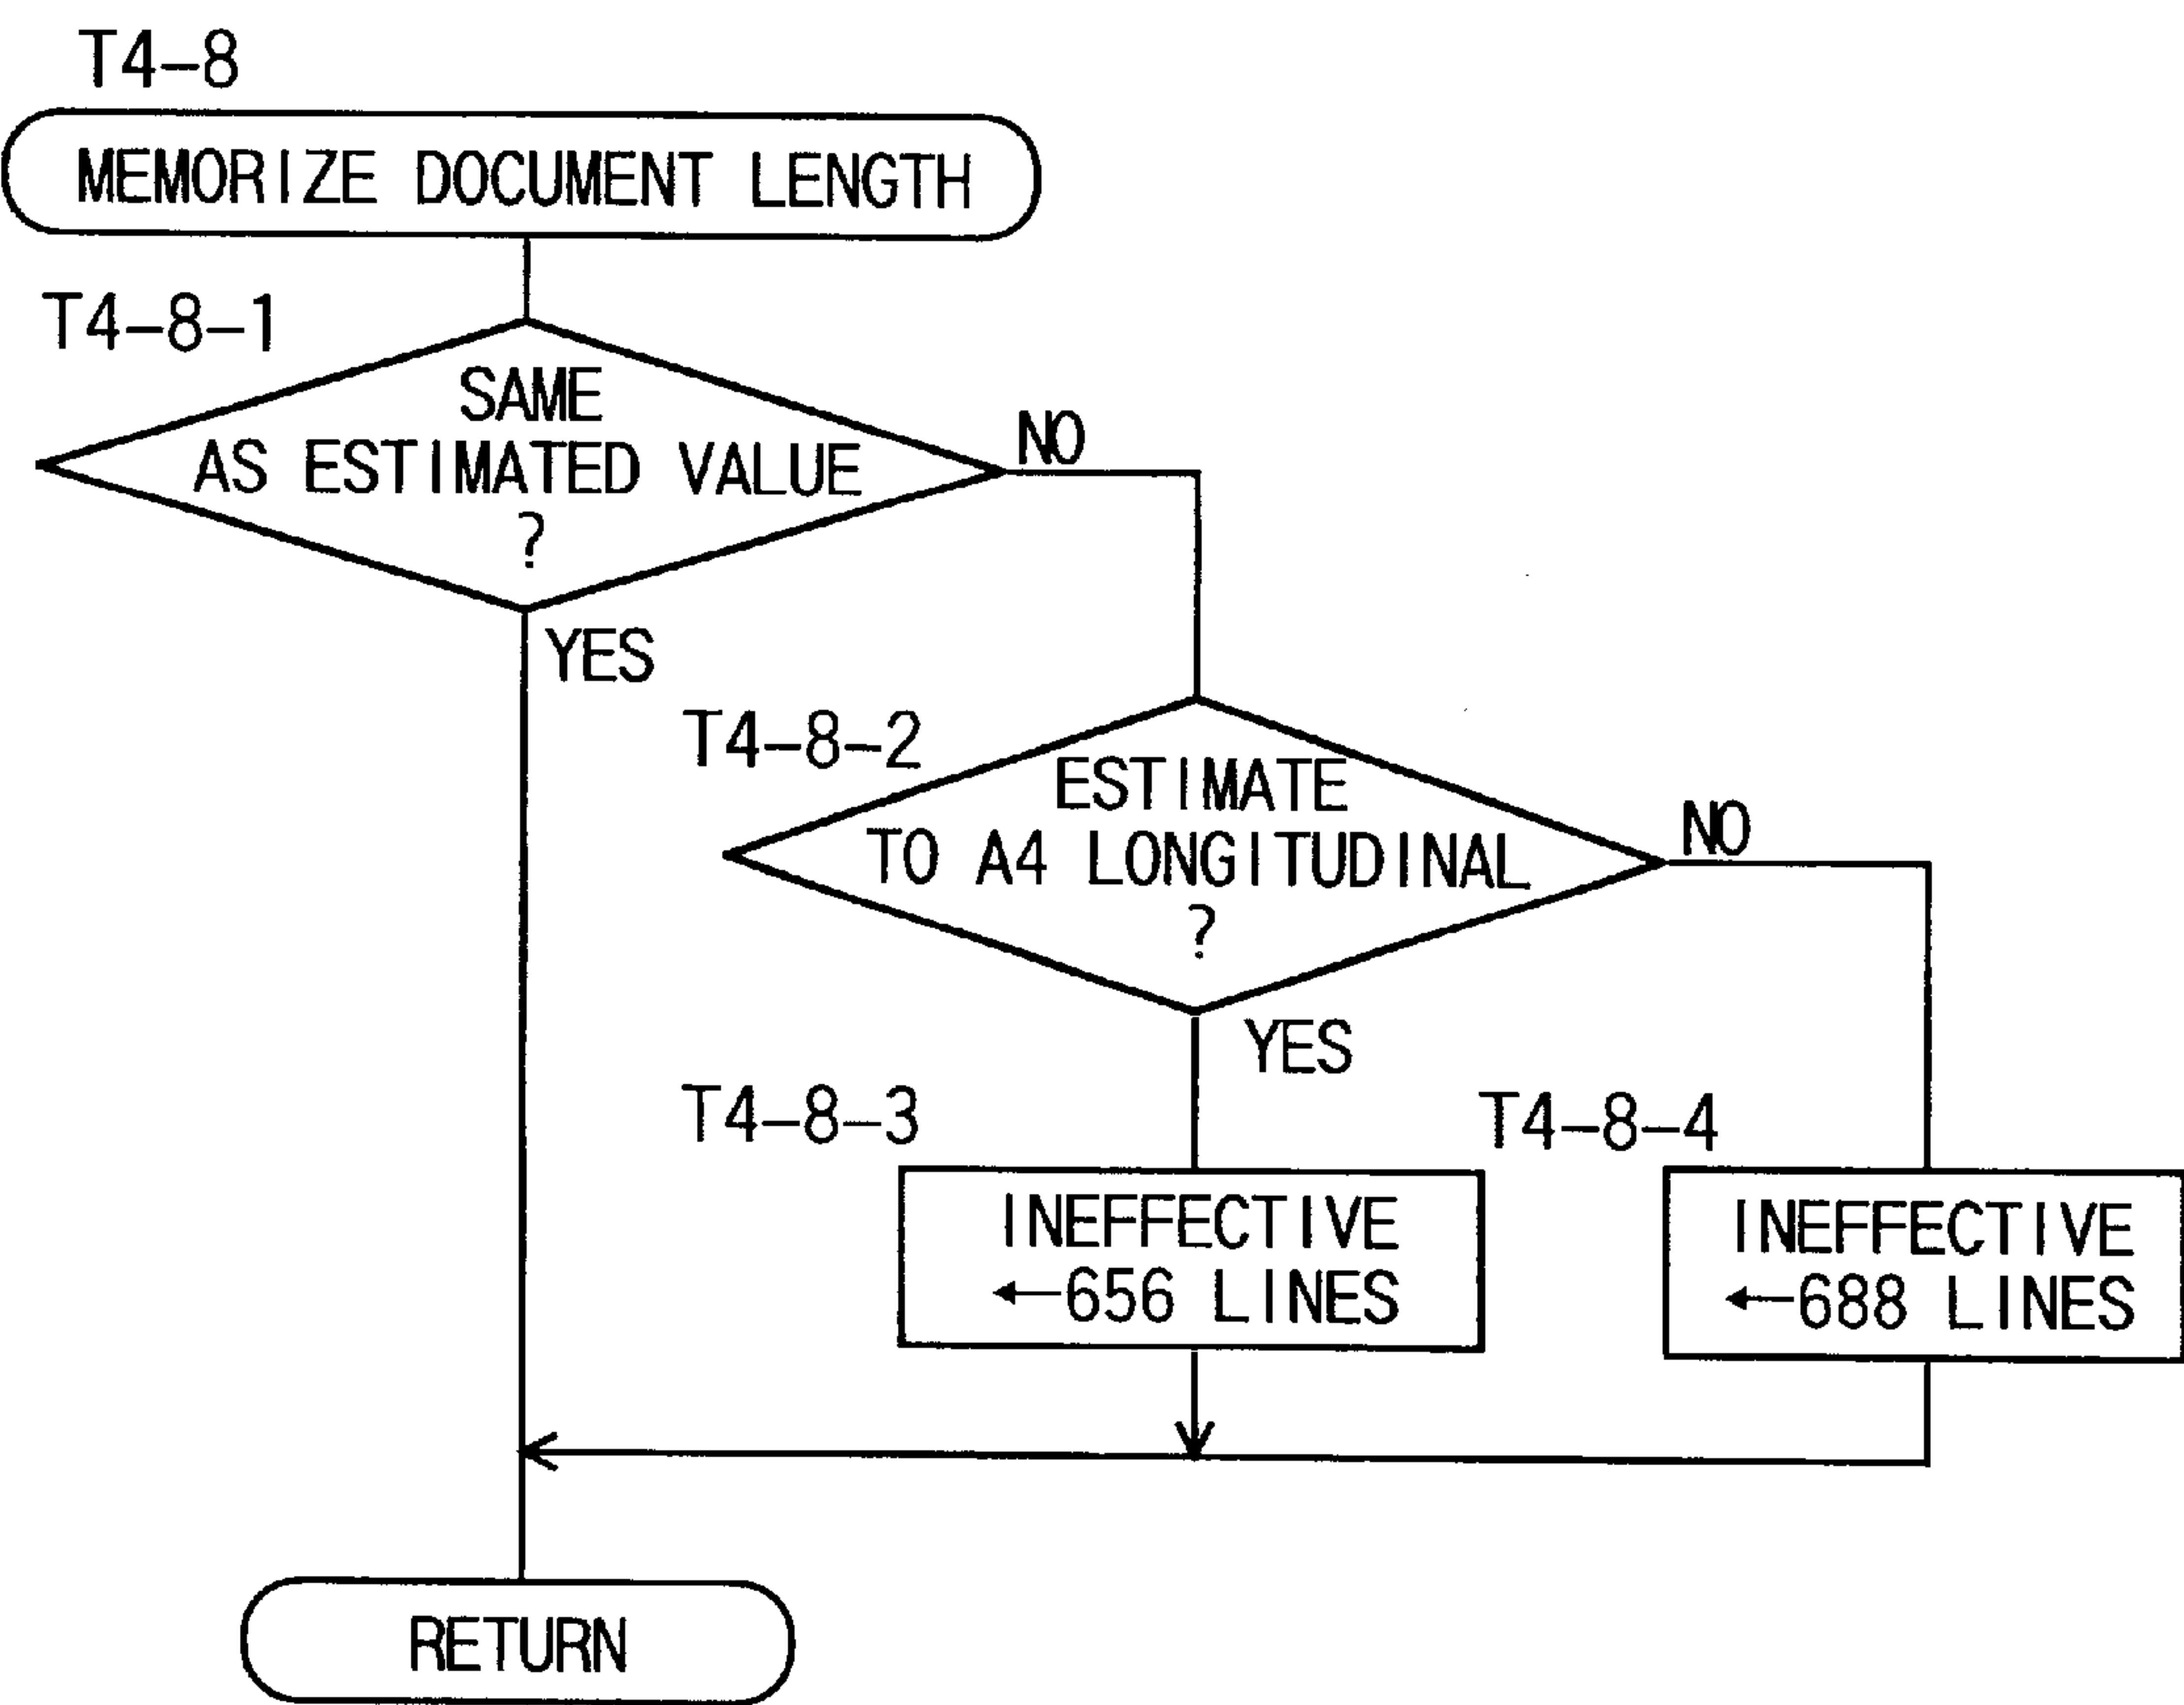 T4-8
MEMORIZE DOCUMENT LENGTH
T4-8-1
SAME
AS ESTIMATED VALUE
?
NO
YES
T4-8-2
ESTIMATE
TO A4 LONGITUDINAL
?
NO
YES
T4-8-3
INEFFECTIVE
←656 LINES
T4-8-4
INEFFECTIVE
←688 LINES
RETURN